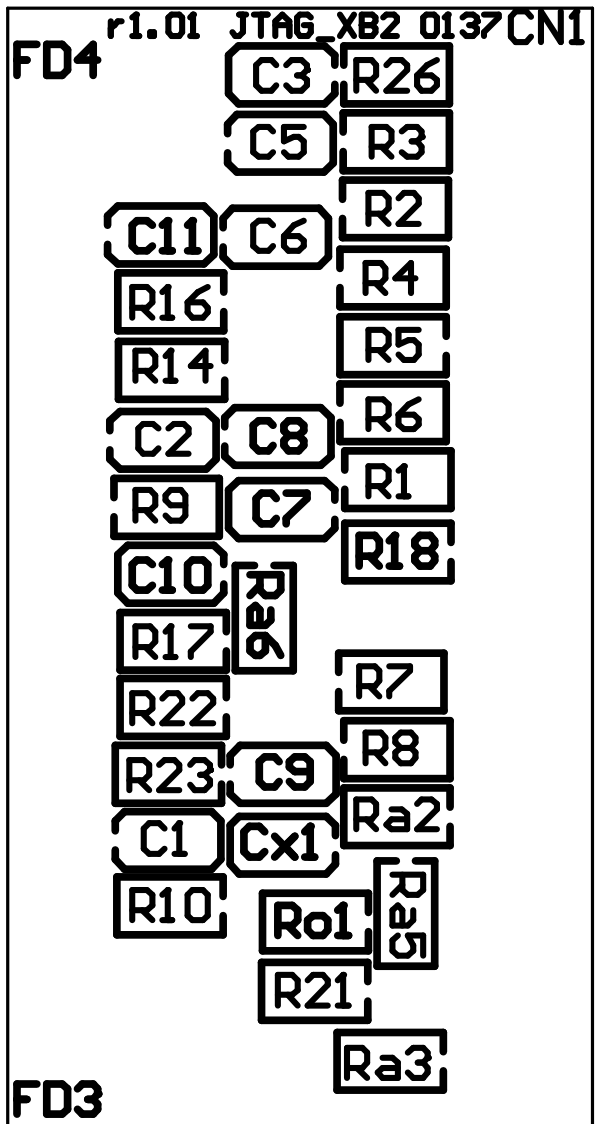 r1.01 JTAG_XB2 0137 CN1
FD4
C3 R26
C5 R3
R2
C11 C6
R4
R16
R5
R14
R6
C2 C8
R1
R9 C7
R18
C10
Ra6
R17
R7
R22
R8
R23 C9
Ra2
C1 Cx1
Ra5
R10
Ro1
R21
Ra3
FD3